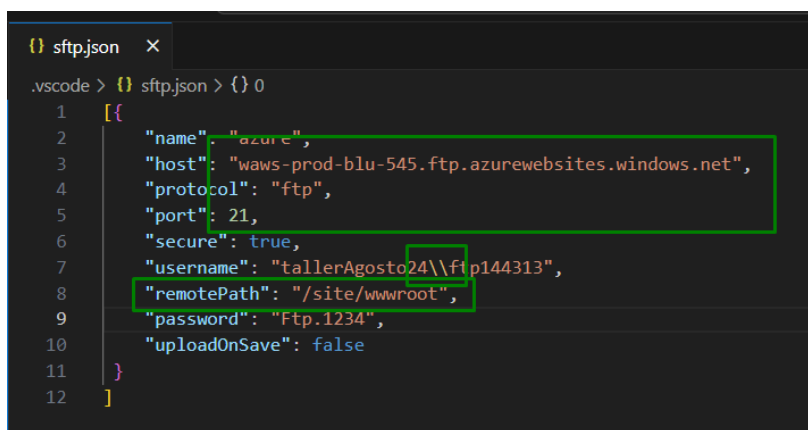 {} sftp.json ×
.vscode > {} sftp.json > {} 0
1 [{
2 "name": "azure",
3 "host": "waws-prod-blu-545.ftp.azurewebsites.windows.net",
4 "protocol": "ftp",
5 "port": 21,
6 "secure": true,
7 "username": "tallerAgosto24\\ftp144313",
8 "remotePath": "/site/wwwroot",
9 "password": "Ftp.1234",
10 "uploadOnSave": false
11 }
12 ]